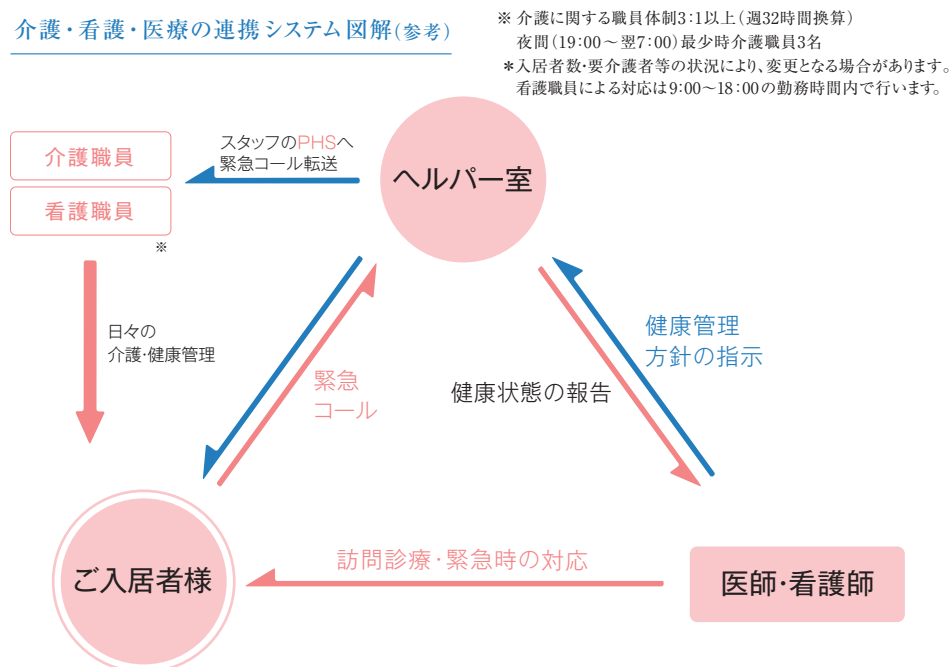 介護・看護・医療の連携システム図解(参考)
※ 介護に関する職員体制3:1以上(週32時間換算)
夜間(19:00～翌7:00)最少時介護職員3名
＊入居者数・要介護者等の状況により、変更となる場合があります。
看護職員による対応は9:00～18:00の勤務時間内で行います。
介護職員
看護職員
※
スタッフのPHSへ
緊急コール転送
ヘルパー室
日々の
介護・健康管理
緊急
コール
健康状態の報告
健康管理
方針の指示
ご入居者様
訪問診療・緊急時の対応
医師・看護師